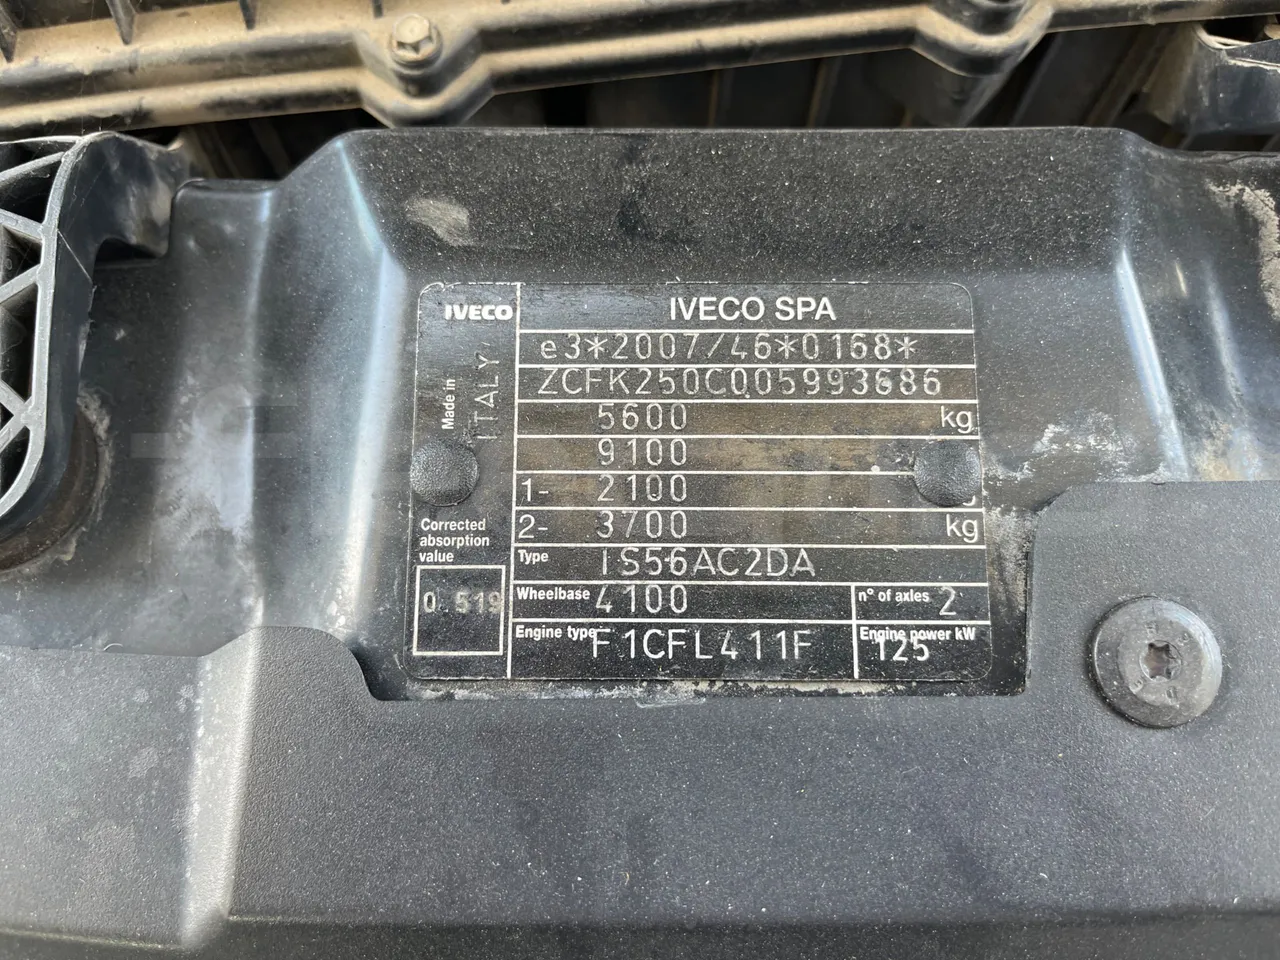 IVECO IVECO SPA
e3*2007/46*0168*
ZCFK250C005993686
5600 kg
9100
1- 2100
2- 3700 kg
Made in ITALY
Corrected
absorption
value
0.519
Type IS56AC2DA
Wheelbase 4100 n° of axles 2
Engine type F1CFL411F Engine power kW 125